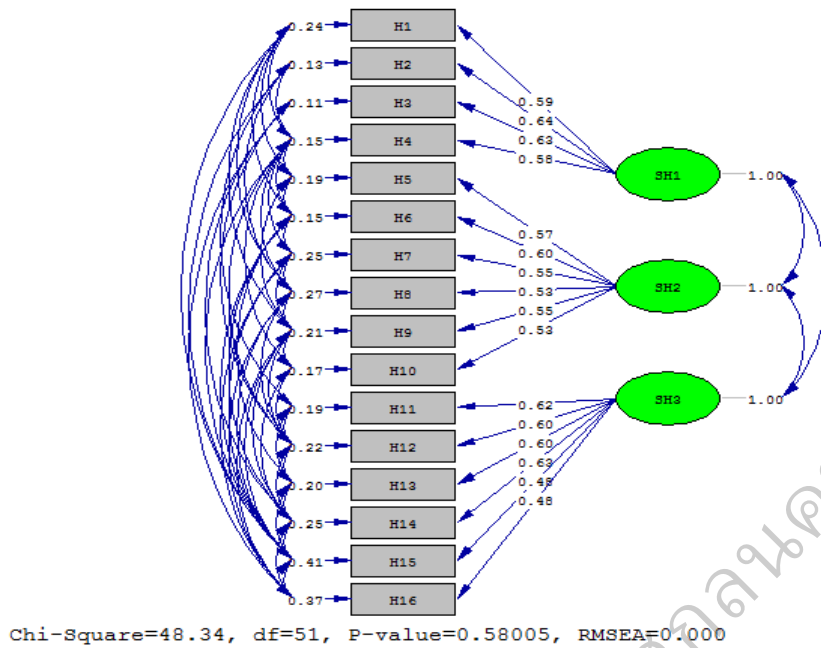 0.24 H1
0.13 H2
0.11 H3
0.15 H4
0.19 H5
0.15 H6
0.25 H7
0.27 H8
0.21 H9
0.17 H10
0.19 H11
0.22 H12
0.20 H13
0.25 H14
0.41 H15
0.37 H16
0.59
0.64
0.63
0.58
0.57
0.60
0.55
0.53
0.55
0.53
0.62
0.60
0.60
0.63
0.48
0.48
SH1 1.00
SH2 1.00
SH3 1.00
Chi-Square=48.34, df=51, P-value=0.58005, RMSEA=0.000